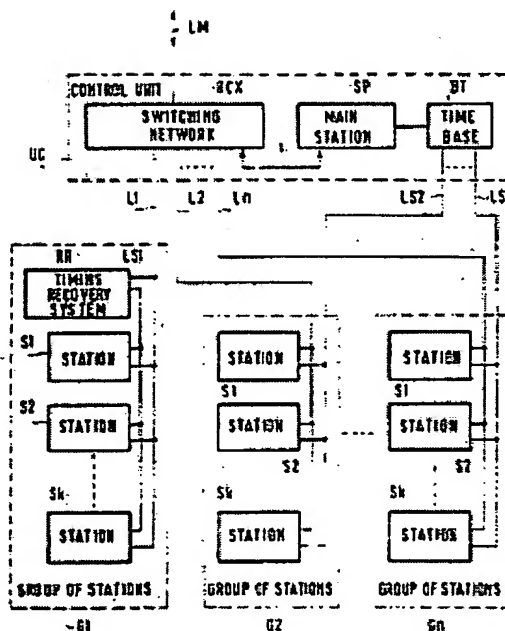 LM
CONTROL UNIT RCX SP BT
SWITCHING NETWORK
MAIN STATION
TIME BASE
UC
L1 L2 Ln LS2
RR LS1
TIMING RECOVERY SYSTEM
S1
STATION
STATION
STATION
S1
S1
S2
STATION
STATION
STATION
S2
S2
Sk
Sk
Sk
STATION
STATION
STATION
GROUP OF STATIONS
GROUP OF STATIONS
GROUP OF STATIONS
G1
G2
Gn